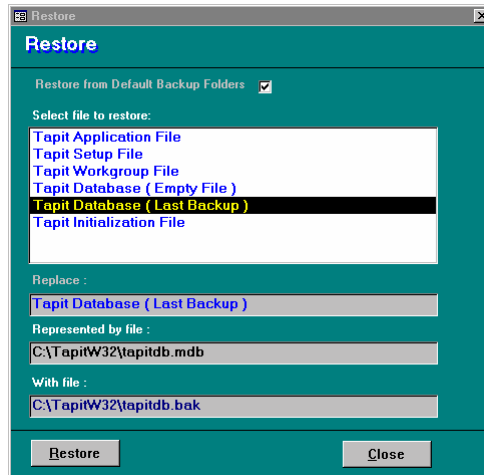 Restore
Restore
Restore from Default Backup Folders
Select file to restore:
Tapit Application File
Tapit Setup File
Tapit Workgroup File
Tapit Database ( Empty File )
Tapit Database ( Last Backup )
Tapit Initialization File
Replace :
Tapit Database ( Last Backup )
Represented by file :
C:\TapitW32\tapitdb.mdb
With file :
C:\TapitW32\tapitdb.bak
Restore Close